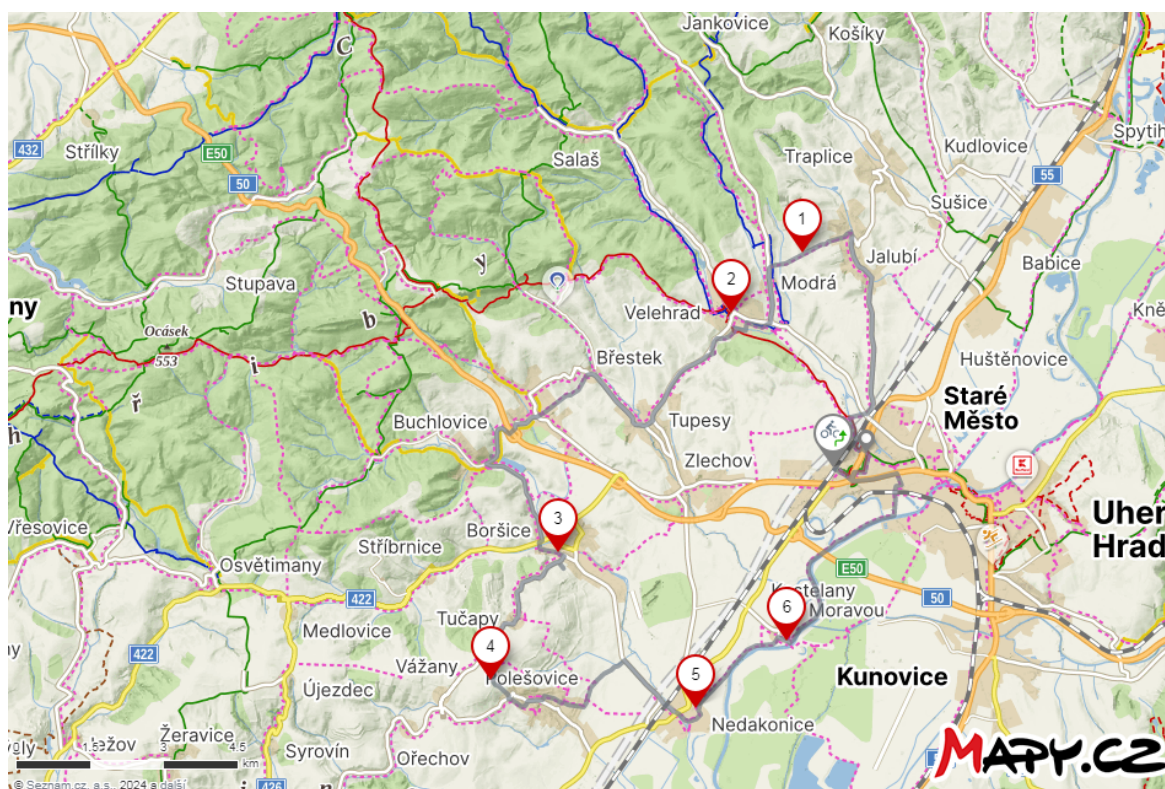 Jankovice
Košíky
C
432
Střílky
E50
50
Salaš
Traplice
Kudlovice
Spytih
55
Sušice
1
y
Jalubí
Babice
Stupava
2
Modrá
ny
Velehrad
Kně
Ocásek
553
b
i
Břestek
Huštěnovice
ř
Staré
Město
h
Buchlovice
Tupesy
Zlechov
3
Boršice
Uher
Hrad
Vřesovice
Stříbrnice
Osvětimany
E50
422
50
6
Tučapy
Medlovice
Moravou
4
422
Vážany
Polešovice
Kunovice
Újezdec
5
Nedakonice
Žeravice
Syrovín
Ořechov
1.5
3
4.5
km
426
n
MAPY.CZ
© Seznam.cz, a.s., 2024 a další